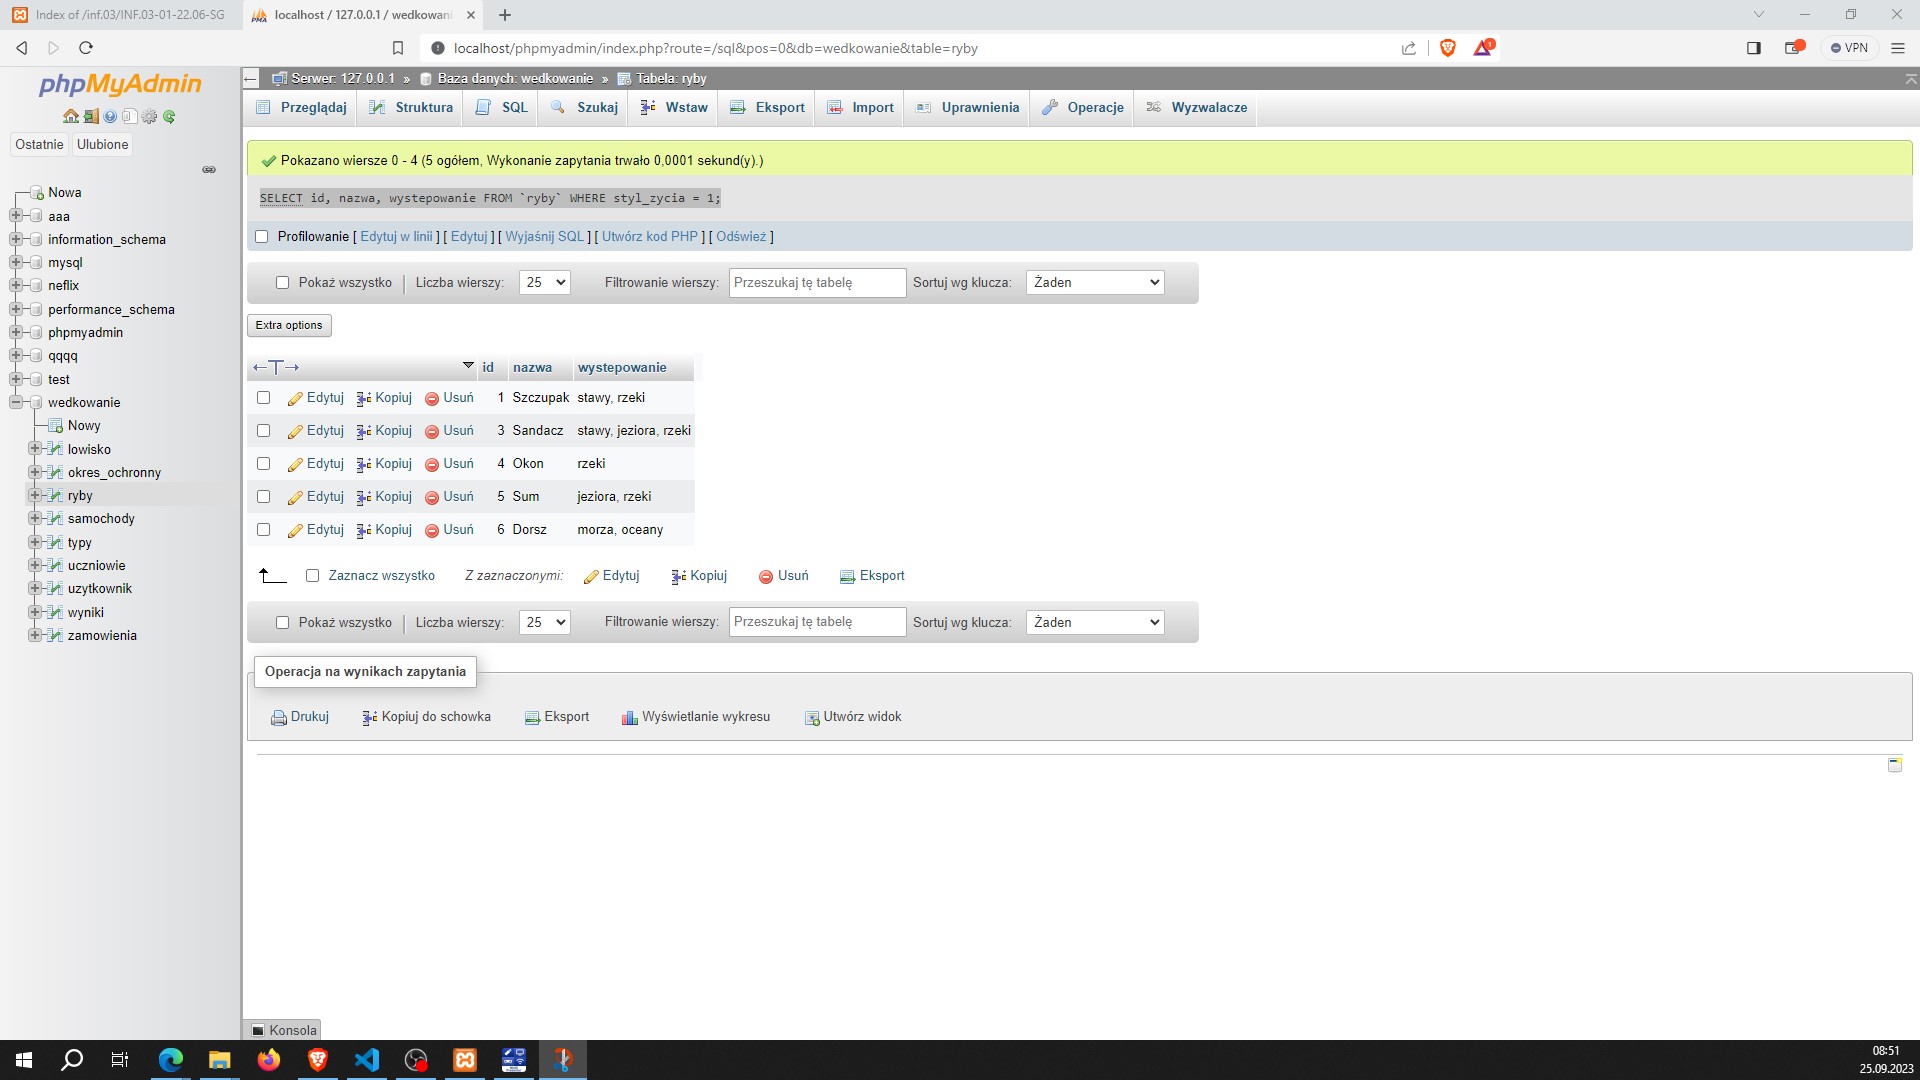 Index of /inf.03/INF.03-01-22.06-SG
localhost / 127.0.0.1 / wedkowani
localhost/phpmyadmin/index.php?route=/sql&pos=0&db=wedkowanie&table=ryby
1
VPN
phpMyAdmin
Ostatnie Ulubione
Nowa
aaa
information_schema
mysql
neflix
performance_schema
phpmyadmin
qqqq
test
wedkowanie
Nowy
lowisko
okres_ochronny
ryby
samochody
typy
uczniowie
uzytkownik
wyniki
zamowienia
Serwer: 127.0.0.1 » Baza danych: wedkowanie » Tabela: ryby
Przeglądaj Struktura SQL Szukaj Wstaw Eksport Import Uprawnienia Operacje Wyzwalacze
Pokazano wiersze 0 - 4 (5 ogółem, Wykonanie zapytania trwało 0,0001 sekund(y).)
SELECT id, nazwa, wystepowanie FROM `ryby` WHERE styl_zycia = 1;
Profilowanie [ Edytuj w linii ] [ Edytuj ] [ Wyjaśnij SQL ] [ Utwórz kod PHP ] [ Odśwież ]
Pokaż wszystko Liczba wierszy: 25 Filtrowanie wierszy: Przeszukaj tę tabelę Sortuj wg klucza: Żaden
Extra options
←T→ id nazwa wystepowanie
Edytuj Kopiuj Usuń 1 Szczupak stawy, rzeki
Edytuj Kopiuj Usuń 3 Sandacz stawy, jeziora, rzeki
Edytuj Kopiuj Usuń 4 Okon rzeki
Edytuj Kopiuj Usuń 5 Sum jeziora, rzeki
Edytuj Kopiuj Usuń 6 Dorsz morza, oceany
Zaznacz wszystko Z zaznaczonymi: Edytuj Kopiuj Usuń Eksport
Pokaż wszystko Liczba wierszy: 25 Filtrowanie wierszy: Przeszukaj tę tabelę Sortuj wg klucza: Żaden
Operacja na wynikach zapytania
Drukuj Kopiuj do schowka Eksport Wyświetlanie wykresu Utwórz widok
Konsola
08:51
25.09.2023